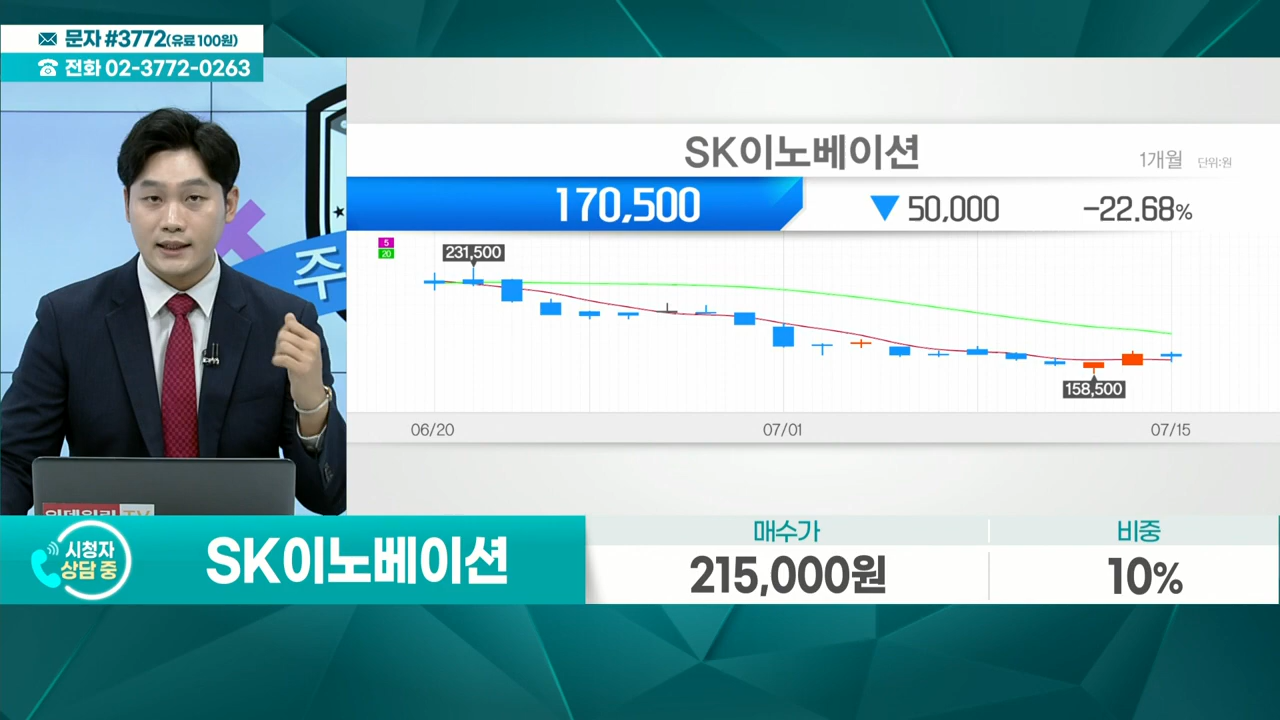 문자 #3772(유료 100원)
전화 02-3772-0263
주
SK이노베이션
1개월 단위:원
170,500 ▼ 50,000 -22.68%
5
20
231,500
158,500
06/20 07/01 07/15
시청자
상담 중
SK이노베이션
매수가 비중
215,000원 10%